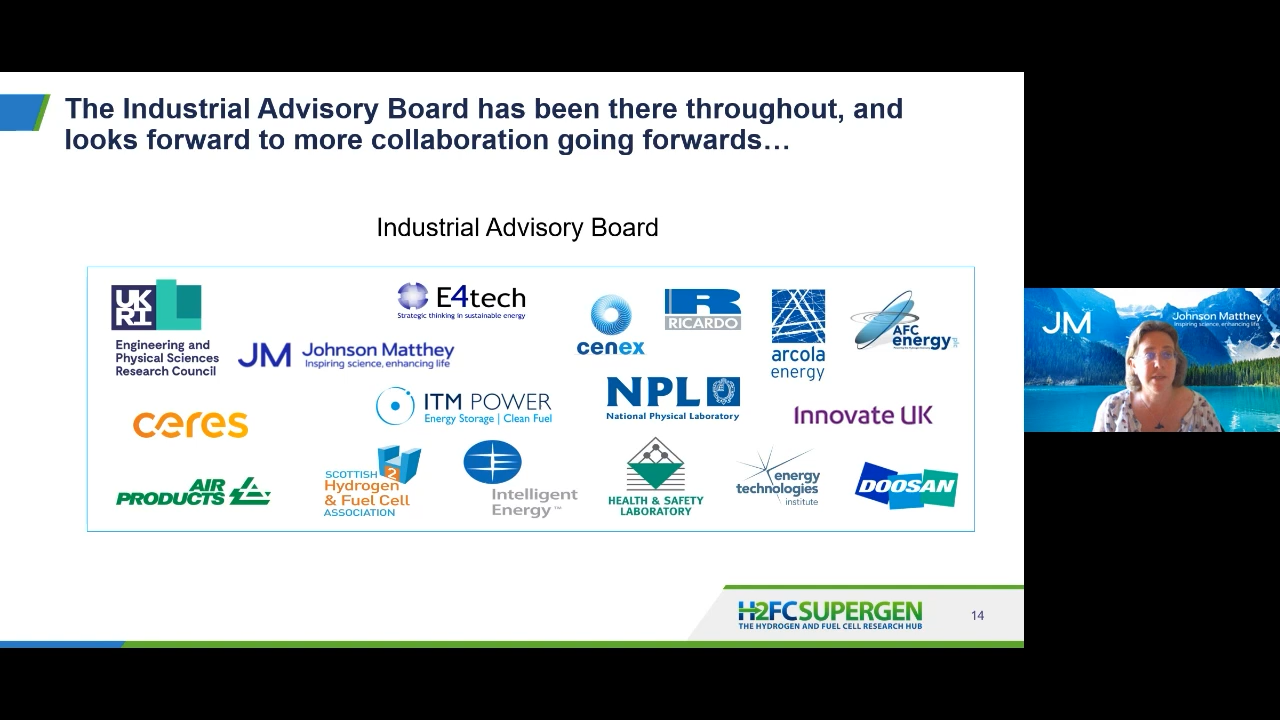 The Industrial Advisory Board has been there throughout, and
looks forward to more collaboration going forwards…
Industrial Advisory Board
UK
RI
Engineering and
Physical Sciences
Research Council
JM Johnson Matthey
Inspiring science, enhancing life
E4tech
Strategic thinking in sustainable energy
cenex
R
RICARDO
arcola
energy
AFC
energy
ceres
ITM POWER
Energy Storage | Clean Fuel
NPL
National Physical Laboratory
Innovate UK
AIR
PRODUCTS
SCOTTISH
Hydrogen
& Fuel Cell
ASSOCIATION
2
Intelligent
Energy™
HEALTH & SAFETY
LABORATORY
energy
technologies
institute
DOOSAN
H2FCSUPERGEN
THE HYDROGEN AND FUEL CELL RESEARCH HUB
14
JM
Johnson Matthey
Inspiring science, enhancing life